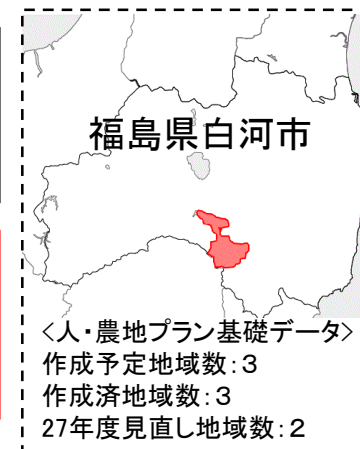 福島県白河市
<人・農地プラン基礎データ>
作成予定地域数:3
作成済地域数:3
27年度見直し地域数:2